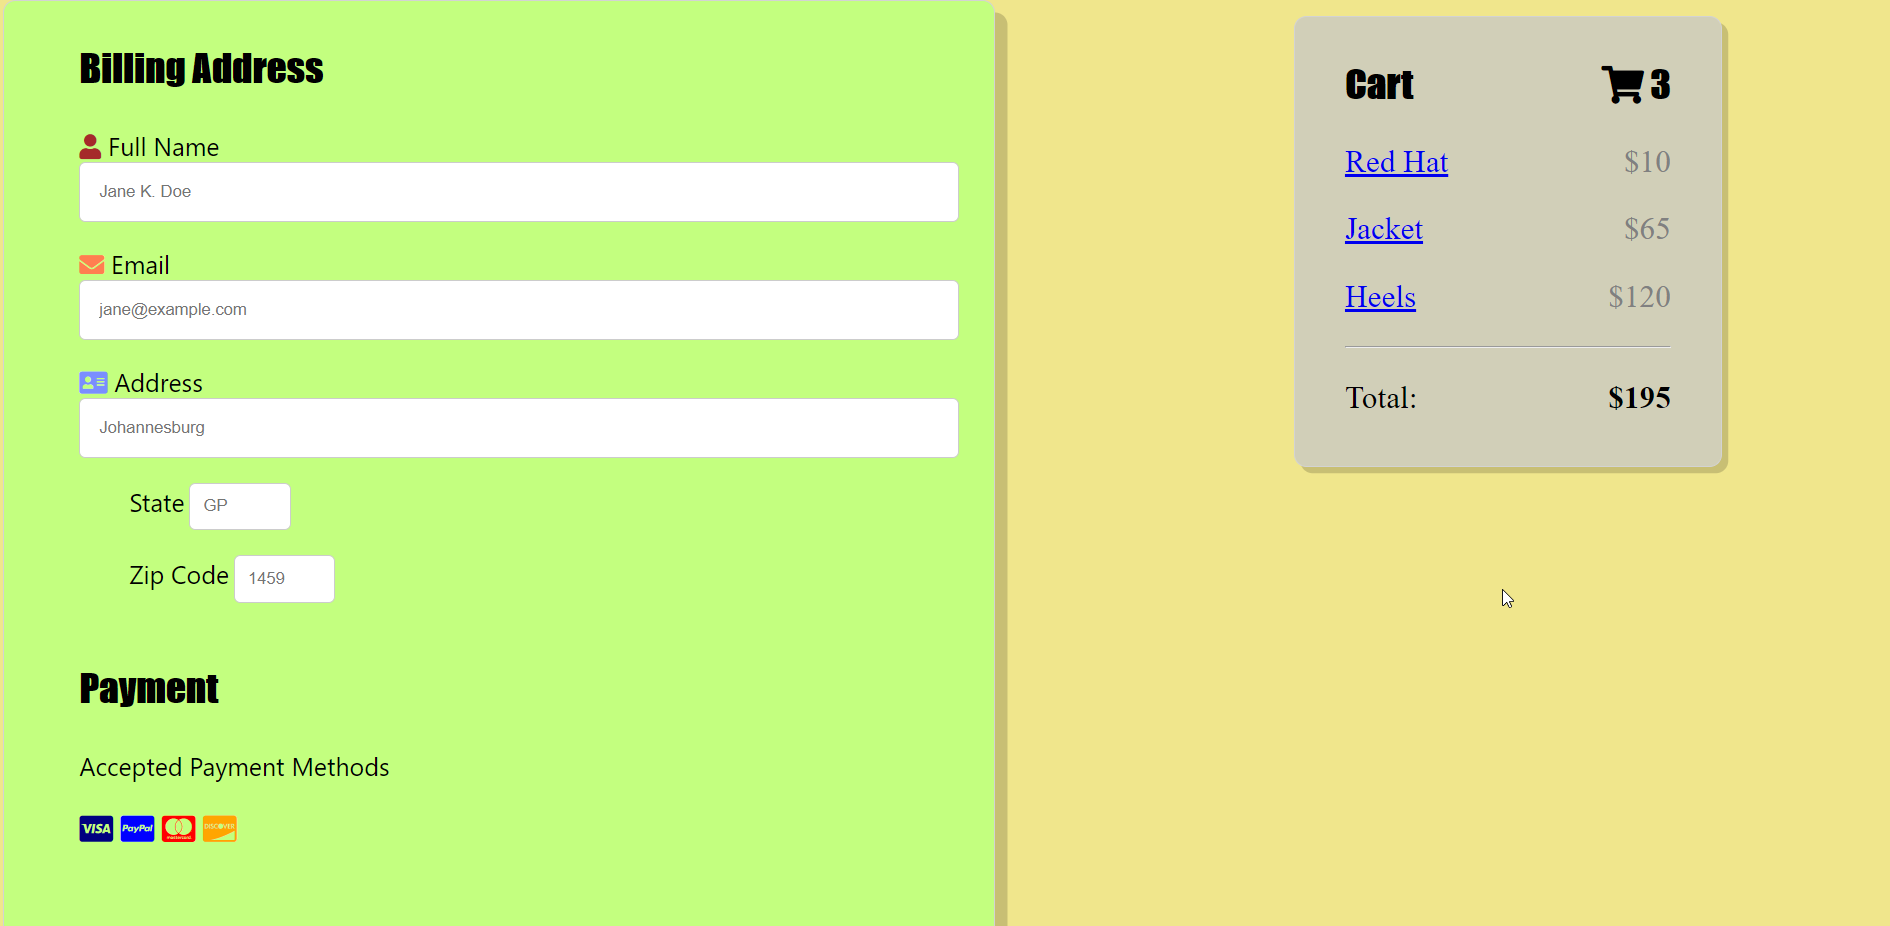 Billing Address
Full Name
Jane K. Doe
Email
jane@example.com
Address
Johannesburg
State GP
Zip Code 1459
Payment
Accepted Payment Methods
VISA PayPal mastercard DISCOVER
Cart 3
Red Hat $10
Jacket $65
Heels $120
Total: $195